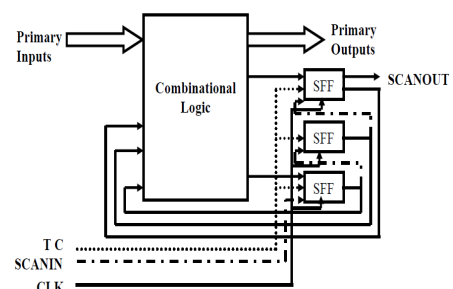 Primary
Inputs
Primary
Outputs
Combinational
Logic
SFF
SCANOUT
SFF
SFF
T C
SCANIN
CLK